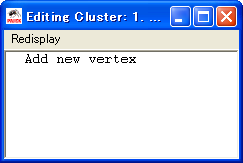 Editing Cluster: 1. ...
Redisplay
Add new vertex